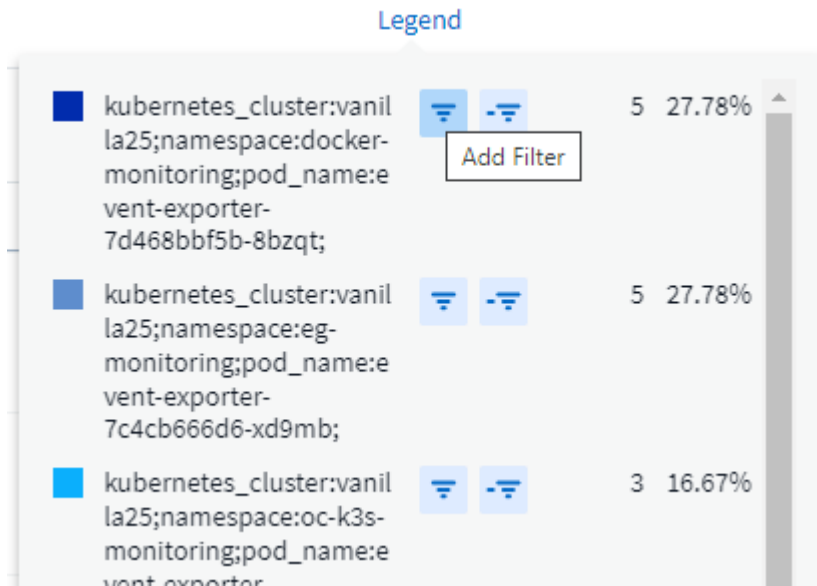 Legend
kubernetes_cluster:vanil 5 27.78%
la25;namespace:docker-
Add Filter
monitoring;pod_name:e
vent-exporter-
7d468bbf5b-8bzqt;
kubernetes_cluster:vanil 5 27.78%
la25;namespace:eg-
monitoring;pod_name:e
vent-exporter-
7c4cb666d6-xd9mb;
kubernetes_cluster:vanil 3 16.67%
la25;namespace:oc-k3s-
monitoring;pod_name:e
vent-exporter